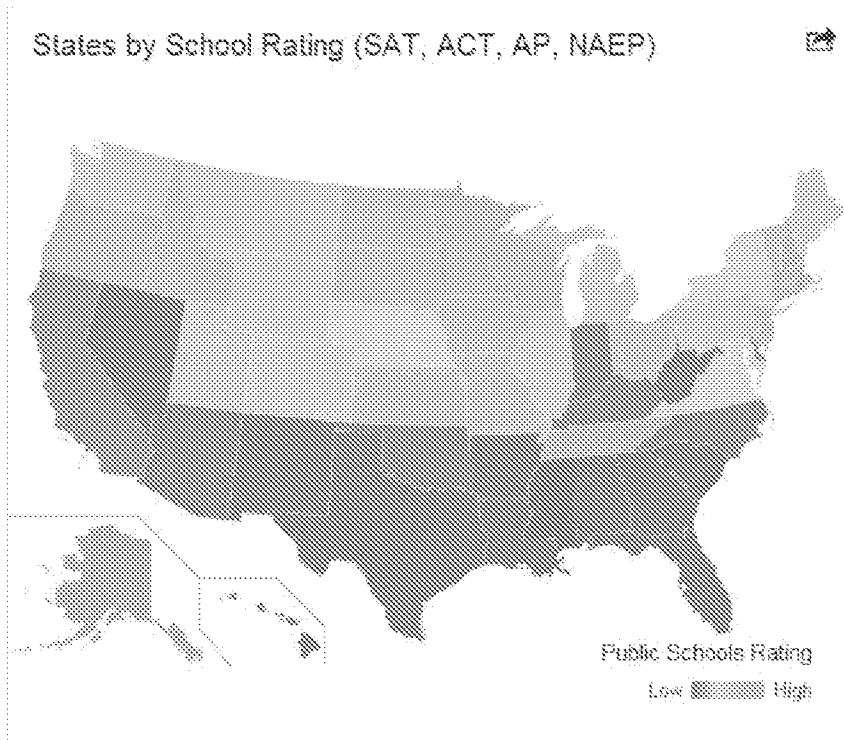 States by School Rating (SAT, ACT, AP, NAEP)
Public Schools Rating
Low High